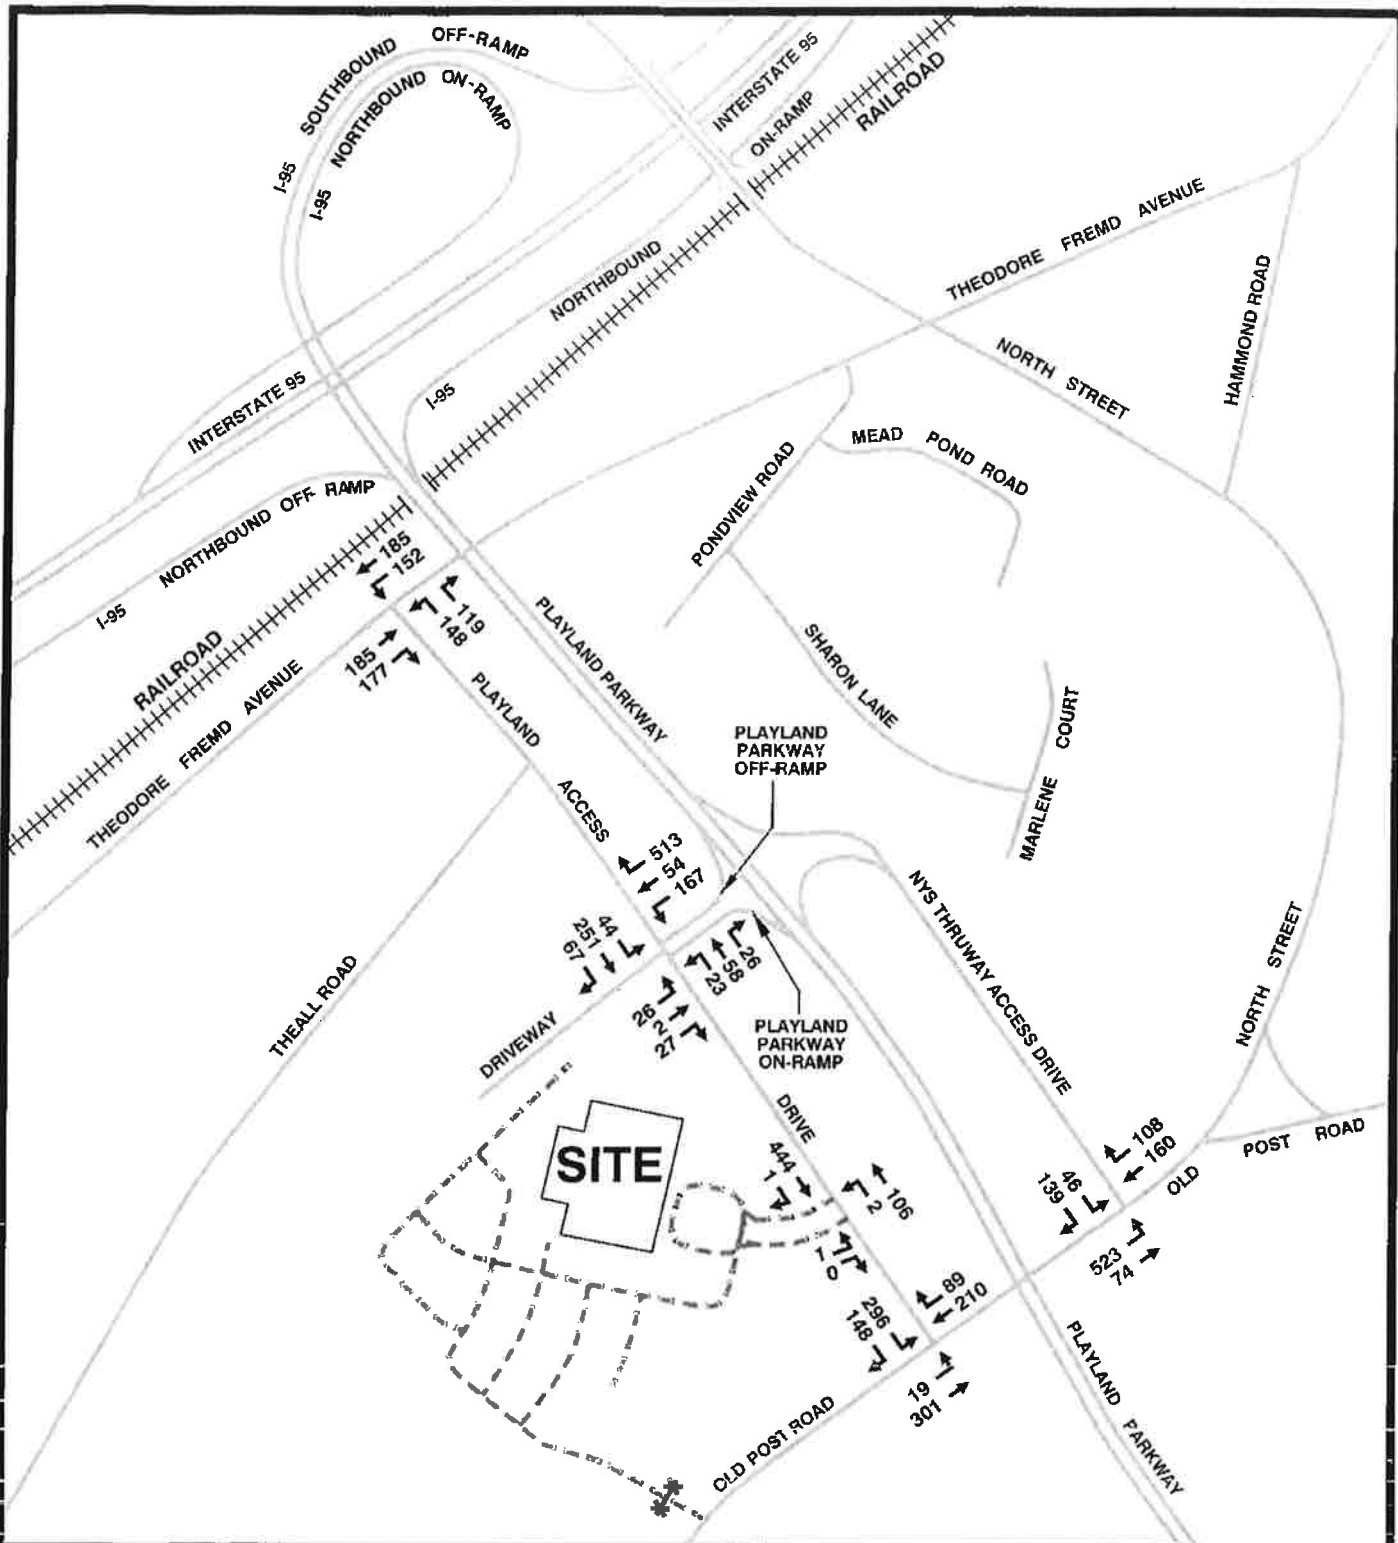 OFF-RAMP
I-95 SOUTHBOUND
I-95 NORTHBOUND ON-RAMP
INTERSTATE 95
ON-RAMP
RAILROAD
THEODORE FREMD AVENUE
NORTHBOUND
I-95
HAMMOND ROAD
NORTH STREET
INTERSTATE 95
MEAD POND ROAD
PONDVIEW ROAD
I-95 NORTHBOUND OFF RAMP
185
152
119
148
185
177
RAILROAD
THEODORE FREMD AVENUE
PLAYLAND PARKWAY
SHARON LANE
MARLENE COURT
PLAYLAND ACCESS DRIVE
PLAYLAND
PARKWAY
OFF-RAMP
513
54
167
44
251
67
26
58
23
26
2
27
NYS THRUWAY ACCESS DRIVE
NORTH STREET
THEALL ROAD
DRIVEWAY
PLAYLAND
PARKWAY
ON-RAMP
SITE
444
1
106
2
1
0
108
160
46
139
523
74
OLD
POST ROAD
89
210
296
148
19
301
OLD POST ROAD
PLAYLAND PARKWAY